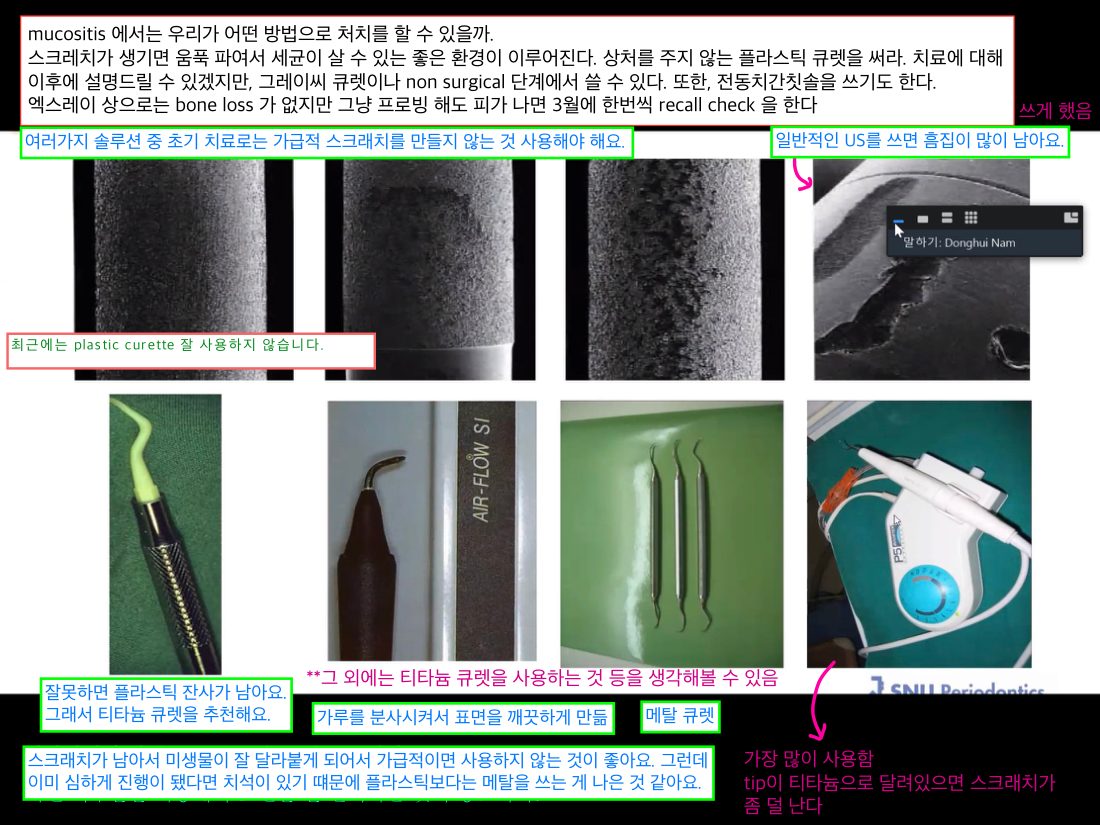 mucositis 에서는 우리가 어떤 방법으로 처치를 할 수 있을까.
스크레치가 생기면 움푹 파여서 세균이 살 수 있는 좋은 환경이 이루어진다. 상처를 주지 않는 플라스틱 큐렛을 써라. 치료에 대해
이후에 설명드릴 수 있겠지만, 그레이씨 큐렛이나 non surgical 단계에서 쓸 수 있다. 또한, 전동치간칫솔을 쓰기도 한다.
엑스레이 상으로는 bone loss 가 없지만 그냥 프로빙 해도 피가 나면 3월에 한번씩 recall check 을 한다
쓰게 했음
여러가지 솔루션 중 초기 치료로는 가급적 스크래치를 만들지 않는 것 사용해야 해요.
일반적인 US를 쓰면 흠집이 많이 남아요.
말하기: Donghui Nam
최근에는 plastic curette 잘 사용하지 않습니다.
AIR-FLOW® SI
P5
**그 외에는 티타늄 큐렛을 사용하는 것 등을 생각해볼 수 있음
SNU Periodontics
잘못하면 플라스틱 잔사가 남아요.
그래서 티타늄 큐렛을 추천해요.
가루를 분사시켜서 표면을 깨끗하게 만듦
메탈 큐렛
스크래치가 남아서 미생물이 잘 달라붙게 되어서 가급적이면 사용하지 않는 것이 좋아요. 그런데
이미 심하게 진행이 됐다면 치석이 있기 떄문에 플라스틱보다는 메탈을 쓰는 게 나은 것 같아요.
가장 많이 사용함
tip이 티타늄으로 달려있으면 스크래치가
좀 덜 난다